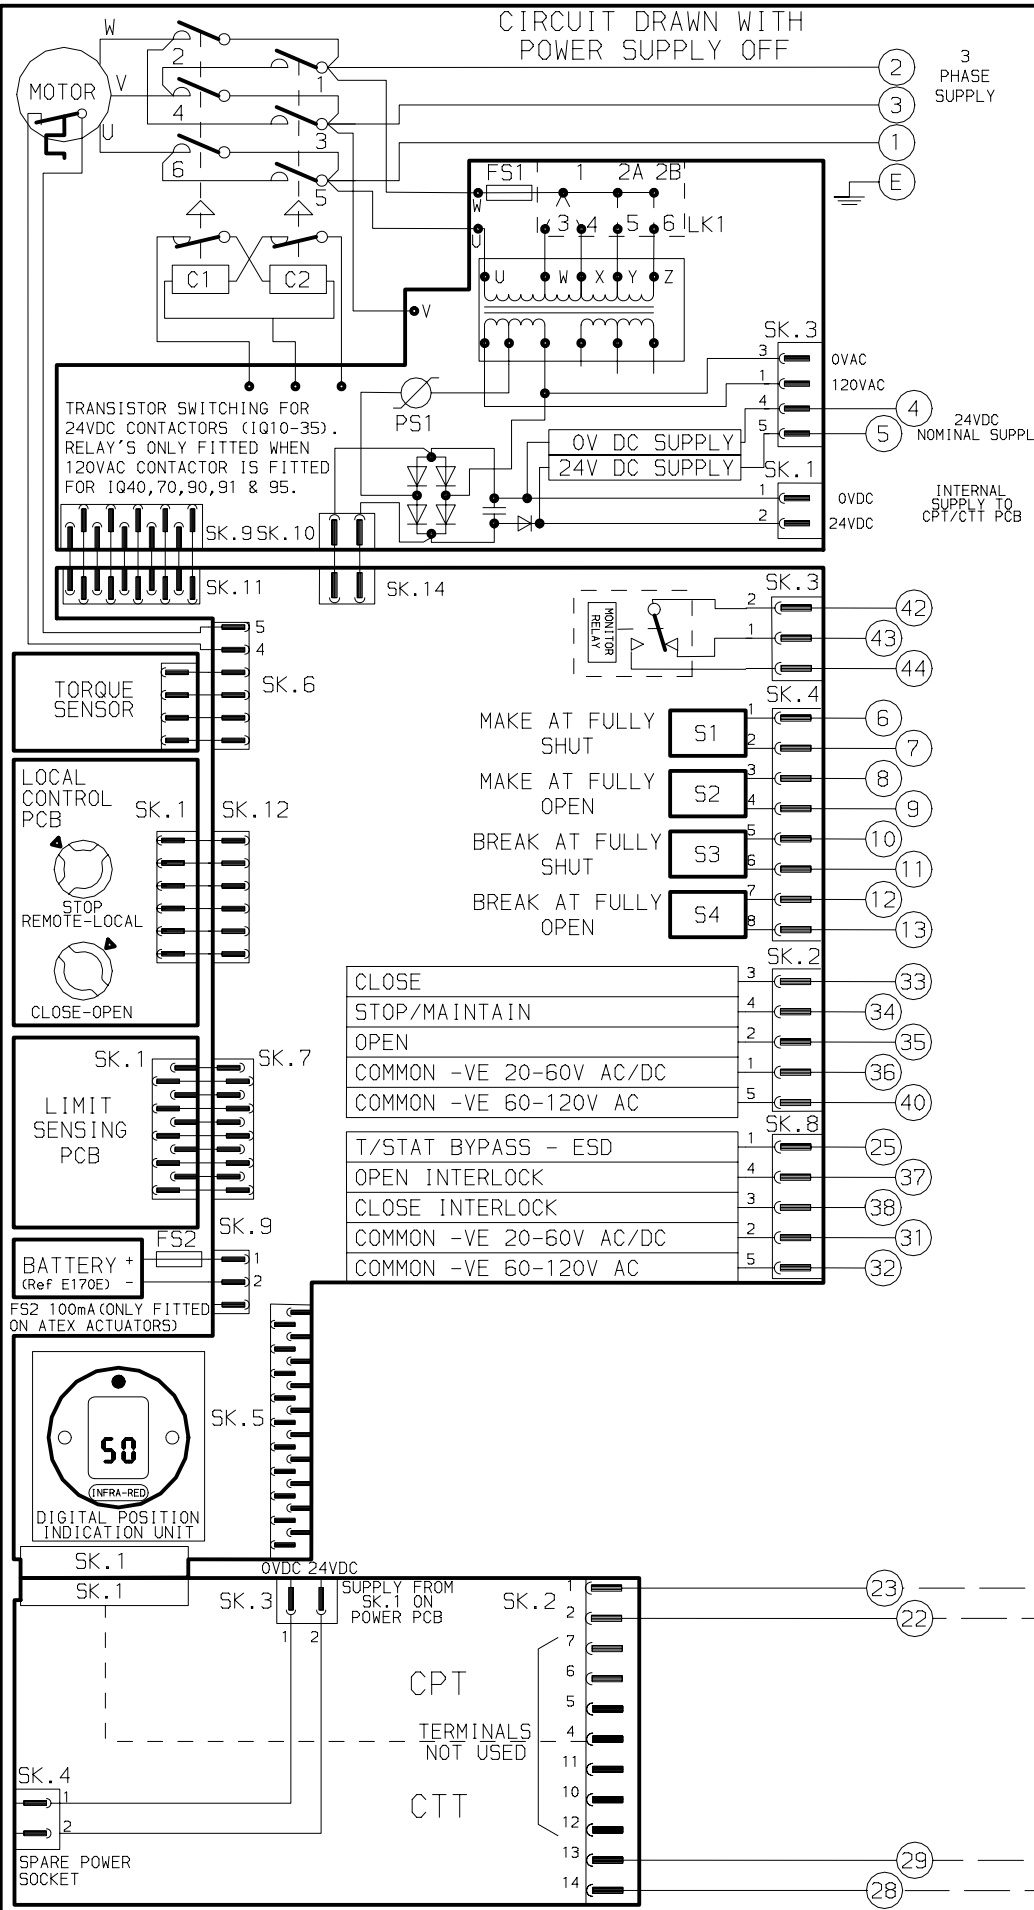 CIRCUIT DRAWN WITH
POWER SUPPLY OFF
W
2
MOTOR
V
1
4
U
3
6
5
2
3
1
E
3
PHASE
SUPPLY
FS1
1
2A
2B
W
U
3
4
5
6
LK1
C1
C2
U
W
X
Y
Z
V
SK.3
3
0VAC
1
120VAC
4
4
5
5
24VDC
NOMINAL SUPPL
TRANSISTOR SWITCHING FOR
24VDC CONTACTORS (IQ10-35).
RELAY'S ONLY FITTED WHEN
120VAC CONTACTOR IS FITTED
FOR IQ40,70,90,91 & 95.
PS1
0V DC SUPPLY
24V DC SUPPLY
SK.1
1
0VDC
2
24VDC
INTERNAL
SUPPLY TO
CPT/CTT PCB
SK.9
SK.10
SK.11
SK.14
SK.3
MONITOR
RELAY
2
42
1
43
44
5
4
SK.6
TORQUE
SENSOR
SK.4
MAKE AT FULLY
SHUT
S1
1
6
2
7
MAKE AT FULLY
OPEN
S2
3
8
4
9
BREAK AT FULLY
SHUT
S3
5
10
6
11
BREAK AT FULLY
OPEN
S4
7
12
8
13
LOCAL
CONTROL
PCB
SK.1
SK.12
STOP
REMOTE-LOCAL
CLOSE-OPEN
SK.2
CLOSE
3
33
STOP/MAINTAIN
4
34
OPEN
2
35
COMMON -VE 20-60V AC/DC
1
36
COMMON -VE 60-120V AC
5
40
SK.8
T/STAT BYPASS - ESD
1
25
OPEN INTERLOCK
4
37
CLOSE INTERLOCK
3
38
COMMON -VE 20-60V AC/DC
2
31
COMMON -VE 60-120V AC
5
32
SK.1
SK.7
LIMIT
SENSING
PCB
SK.9
FS2
BATTERY + 1
(Ref E170E) - 2
FS2 100mA(ONLY FITTED
ON ATEX ACTUATORS)
SK.5
50
INFRA-RED
DIGITAL POSITION
INDICATION UNIT
SK.1
SK.1
0VDC 24VDC
SK.3
SUPPLY FROM
SK.1 ON
POWER PCB
1
2
SK.2
1
23
2
22
7
6
5
4
11
10
12
13
29
14
28
CPT
TERMINALS
NOT USED
CTT
SK.4
1
2
SPARE POWER
SOCKET